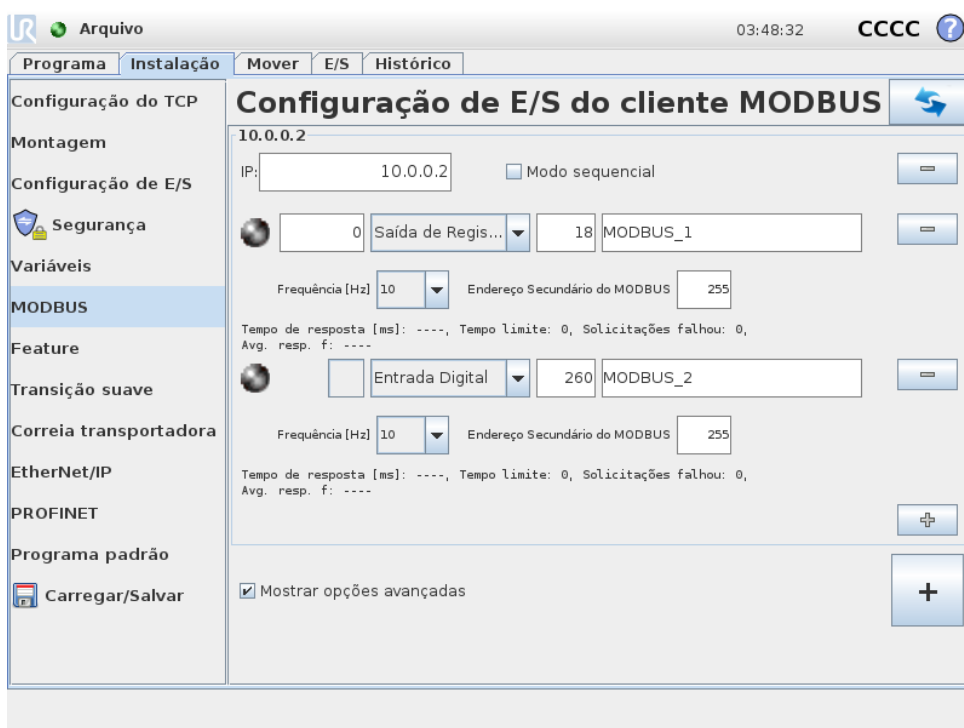 UR Arquivo 03:48:32 CCCC ?
Programa Instalação Mover E/S Histórico
Configuração do TCP
Montagem
Configuração de E/S
Segurança
Variáveis
MODBUS
Feature
Transição suave
Correia transportadora
EtherNet/IP
PROFINET
Programa padrão
Carregar/Salvar
Configuração de E/S do cliente MODBUS
10.0.0.2
IP: 10.0.0.2 Modo sequencial
0 Saída de Regis... 18 MODBUS_1
Frequência [Hz] 10 Endereço Secundário do MODBUS 255
Tempo de resposta [ms]: ----, Tempo limite: 0, Solicitações falhou: 0,
Avg. resp. f: ----
Entrada Digital 260 MODBUS_2
Frequência [Hz] 10 Endereço Secundário do MODBUS 255
Tempo de resposta [ms]: ----, Tempo limite: 0, Solicitações falhou: 0,
Avg. resp. f: ----
Mostrar opções avançadas